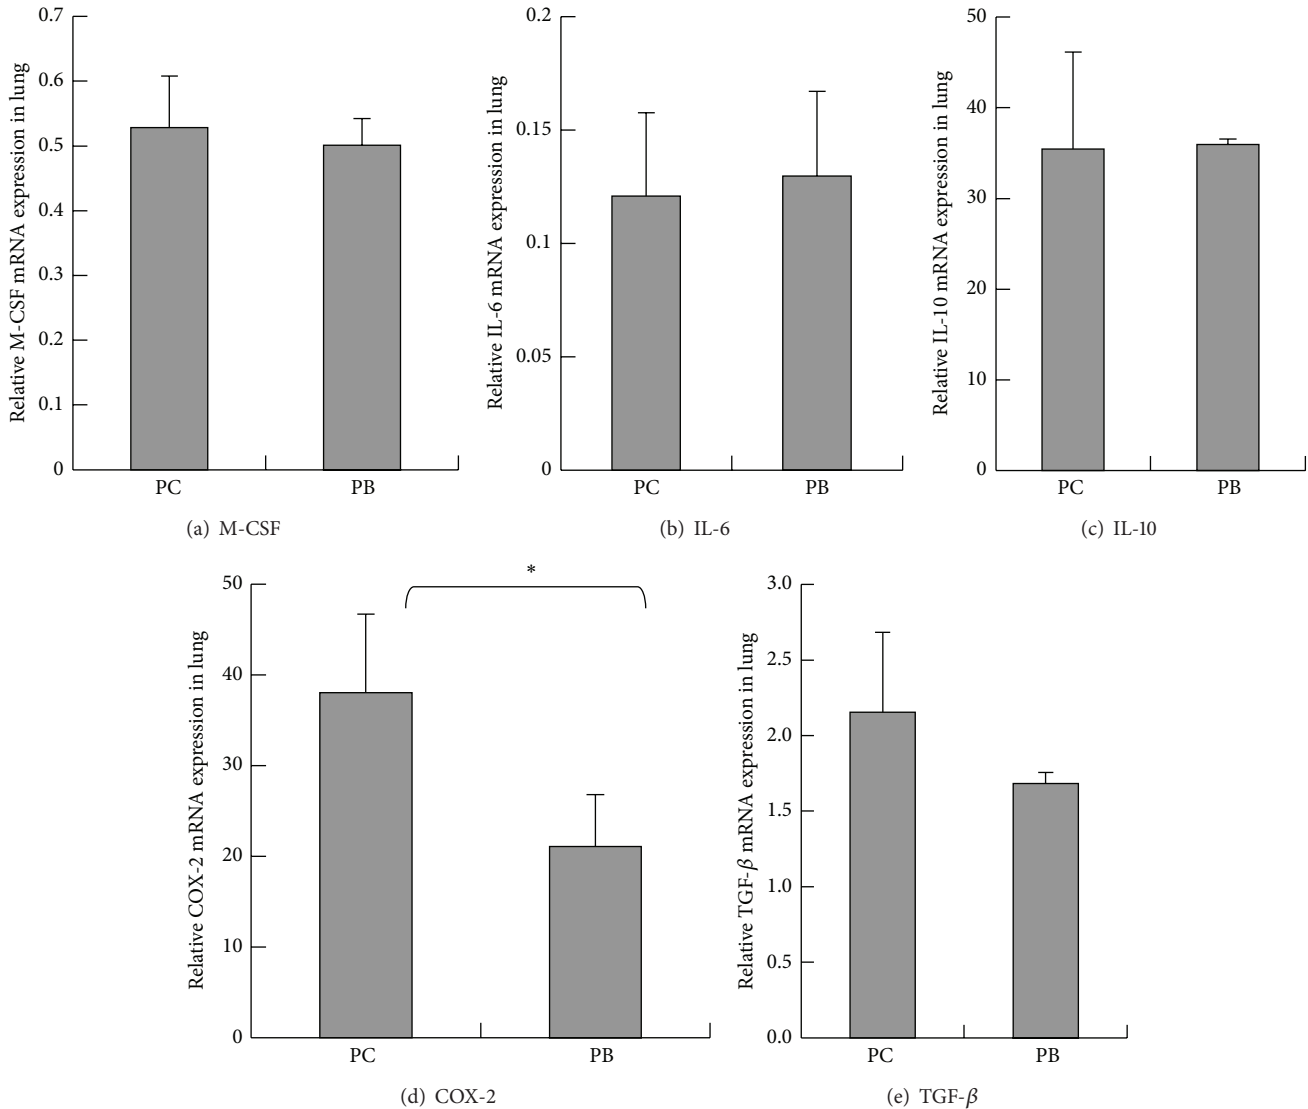 Relative M-CSF mRNA expression in lung
0.7
0.6
0.5
0.4
0.3
0.2
0.1
0
PC
PB
(a) M-CSF
Relative IL-6 mRNA expression in lung
0.2
0.15
0.1
0.05
0
PC
PB
(b) IL-6
Relative IL-10 mRNA expression in lung
50
40
30
20
10
0
PC
PB
(c) IL-10
Relative COX-2 mRNA expression in lung
50
40
30
20
10
0
*
PC
PB
(d) COX-2
Relative TGF-β mRNA expression in lung
3.0
2.5
2.0
1.5
1.0
0.5
0.0
PC
PB
(e) TGF-β